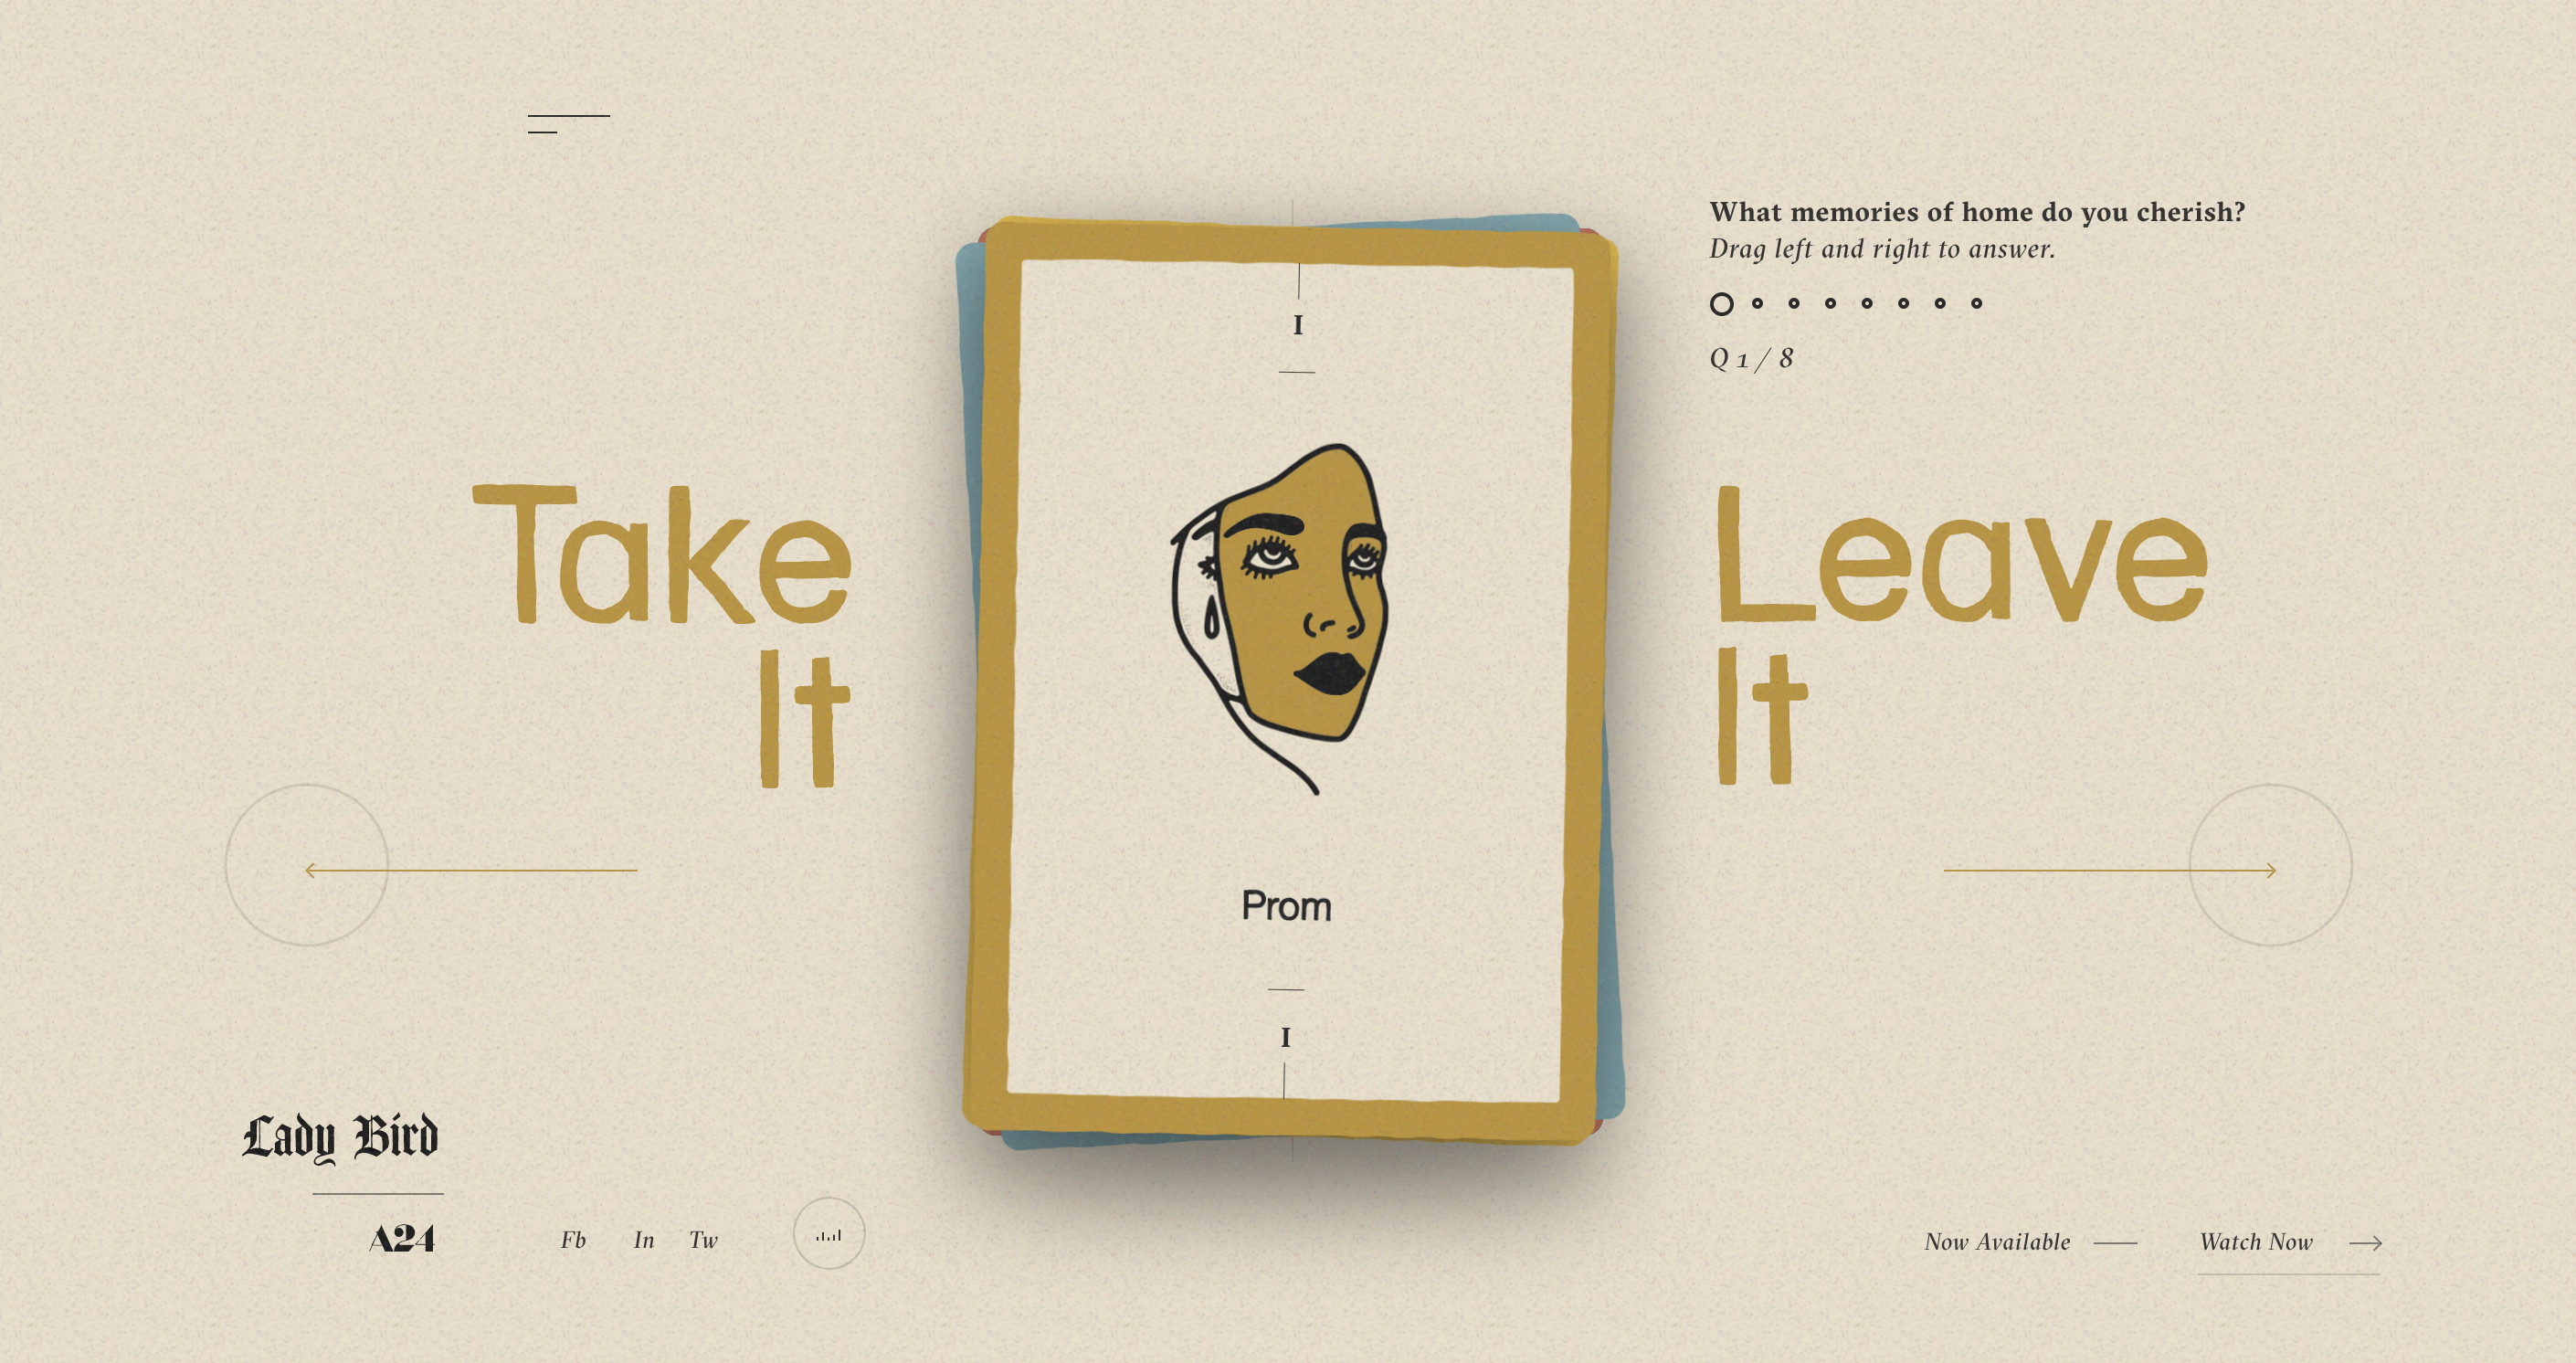 What memories of home do you cherish?
Drag left and right to answer.
Q 1 / 8
Take
It
I
Prom
I
Leave
It
Lady Bird
A24
Fb In Tw
Now Available
Watch Now